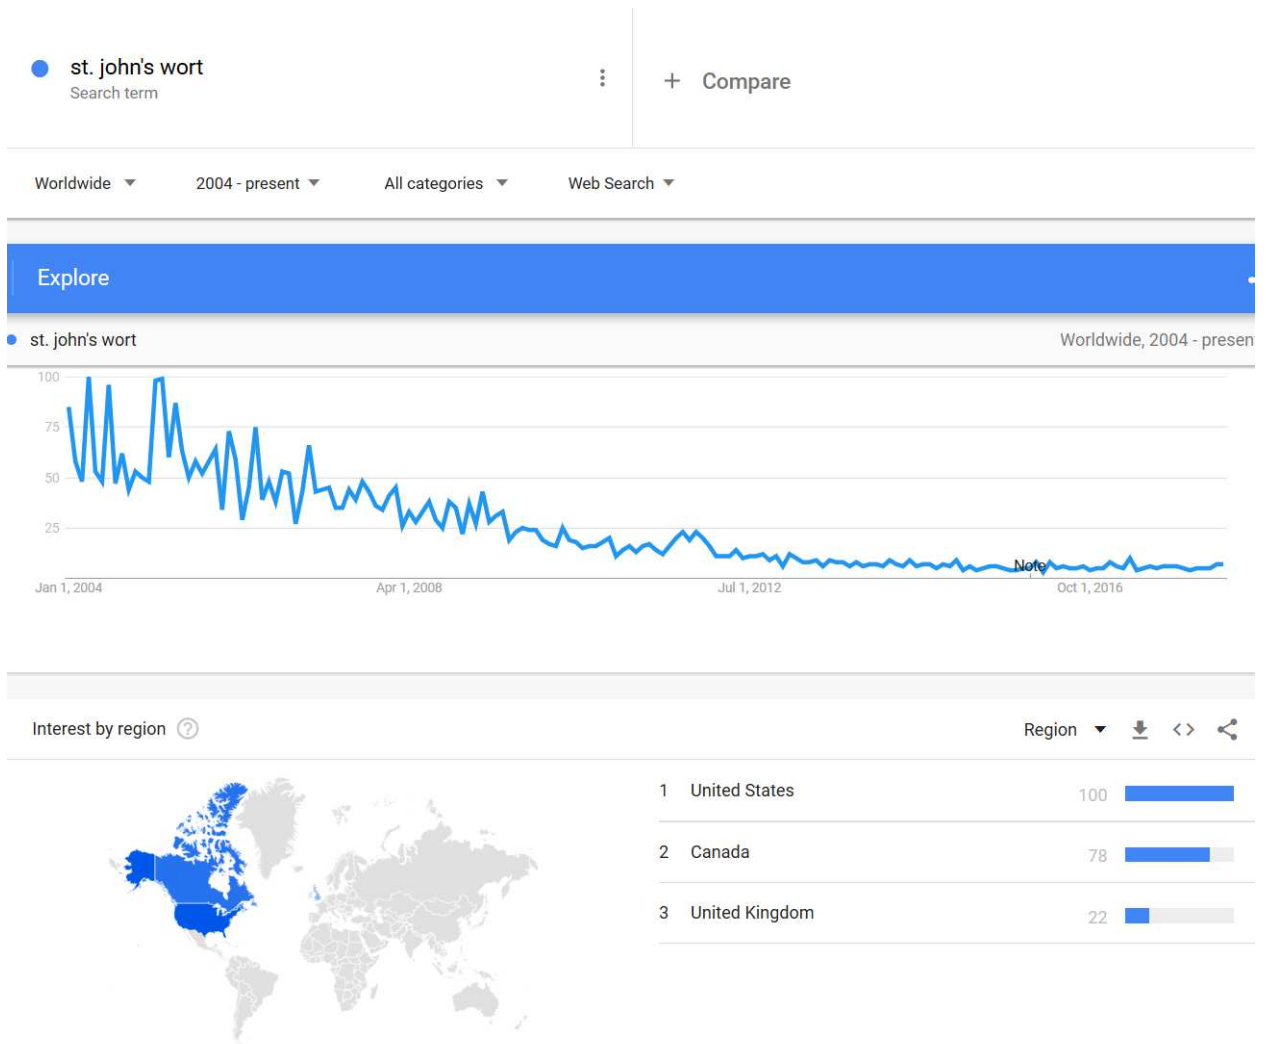 st. john's wort
Search term
+ Compare
Worldwide
2004 - present
All categories
Web Search
Explore
st. john's wort
Worldwide, 2004 - presen
100
75
50
25
Note
Jan 1, 2004
Apr 1, 2008
Jul 1, 2012
Oct 1, 2016
Interest by region ?
Region
1 United States 100
2 Canada 78
3 United Kingdom 22